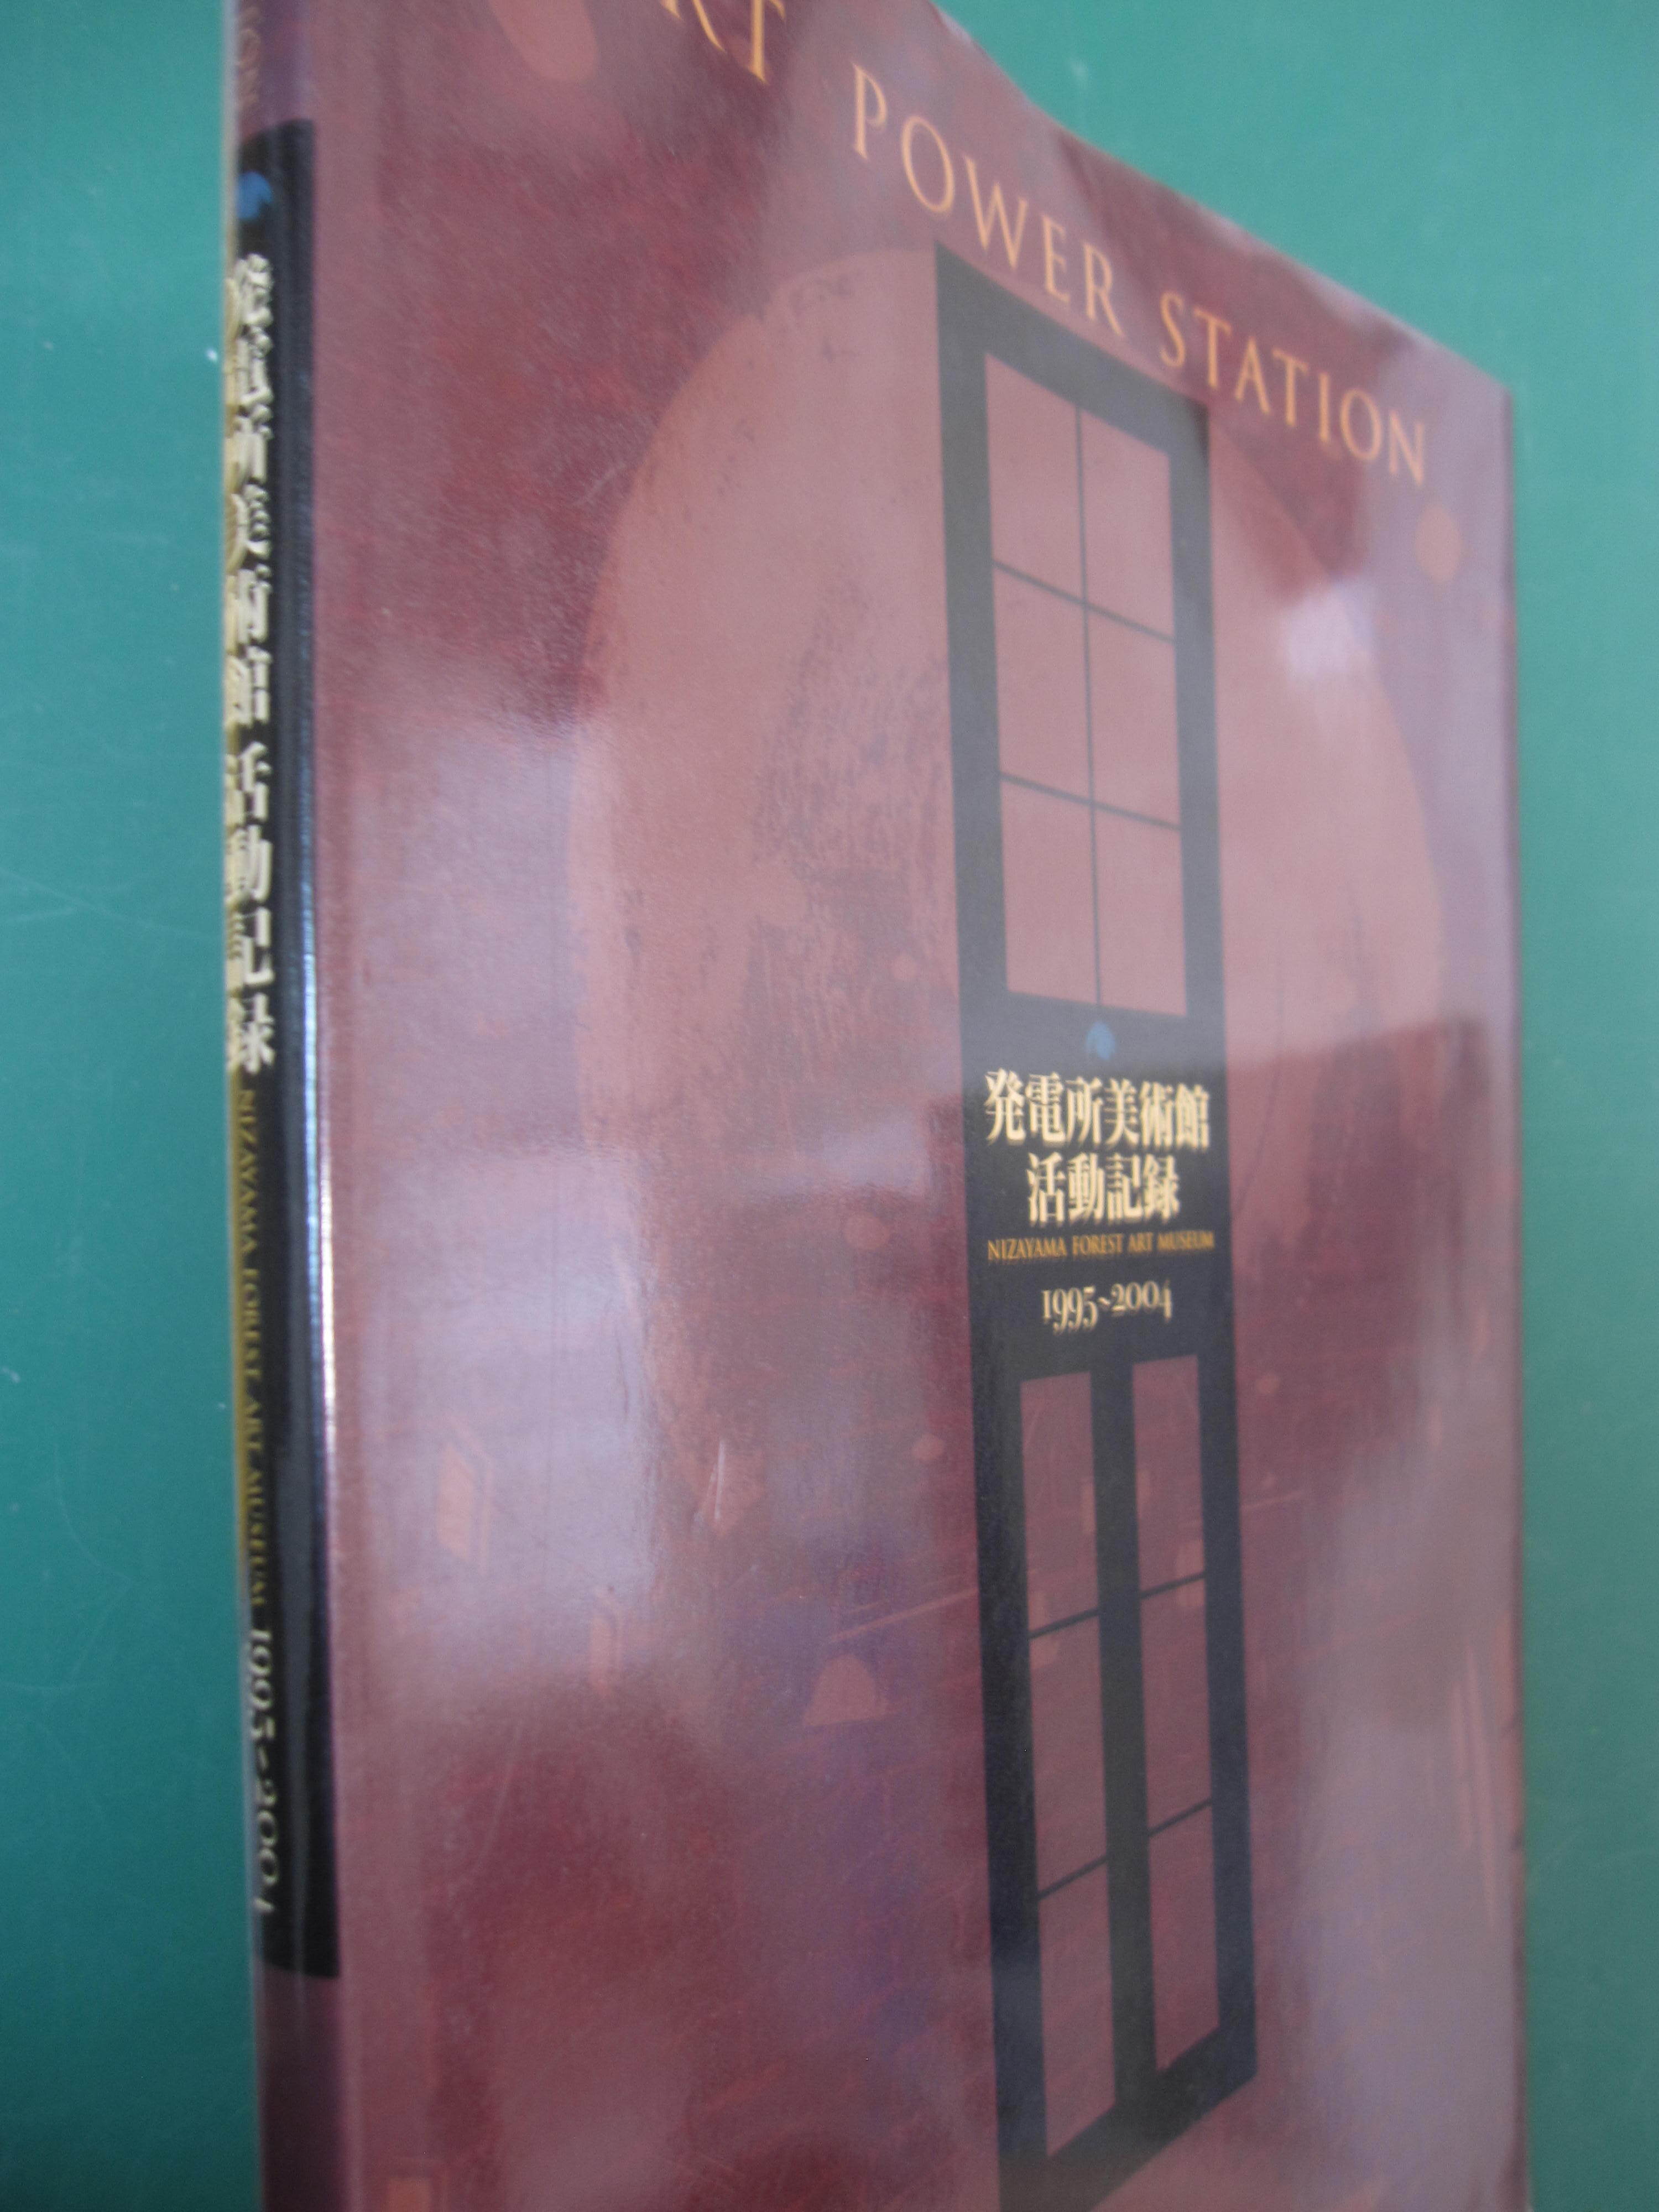 POWER STATION
発電所美術館
活動記録
NIZAYAMA FOREST ART MUSEUM
1995~2004
発電所美術館 活動記録 NIZAYAMA FOREST ART MUSEUM 1995~2004